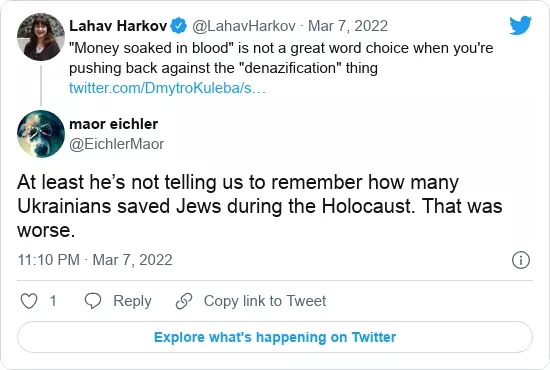 Lahav Harkov @LahavHarkov · Mar 7, 2022
"Money soaked in blood" is not a great word choice when you're
pushing back against the "denazification" thing
twitter.com/DmytroKuleba/s…
maor eichler
@EichlerMaor
At least he’s not telling us to remember how many
Ukrainians saved Jews during the Holocaust. That was
worse.
11:10 PM · Mar 7, 2022
1 Reply Copy link to Tweet
Explore what's happening on Twitter